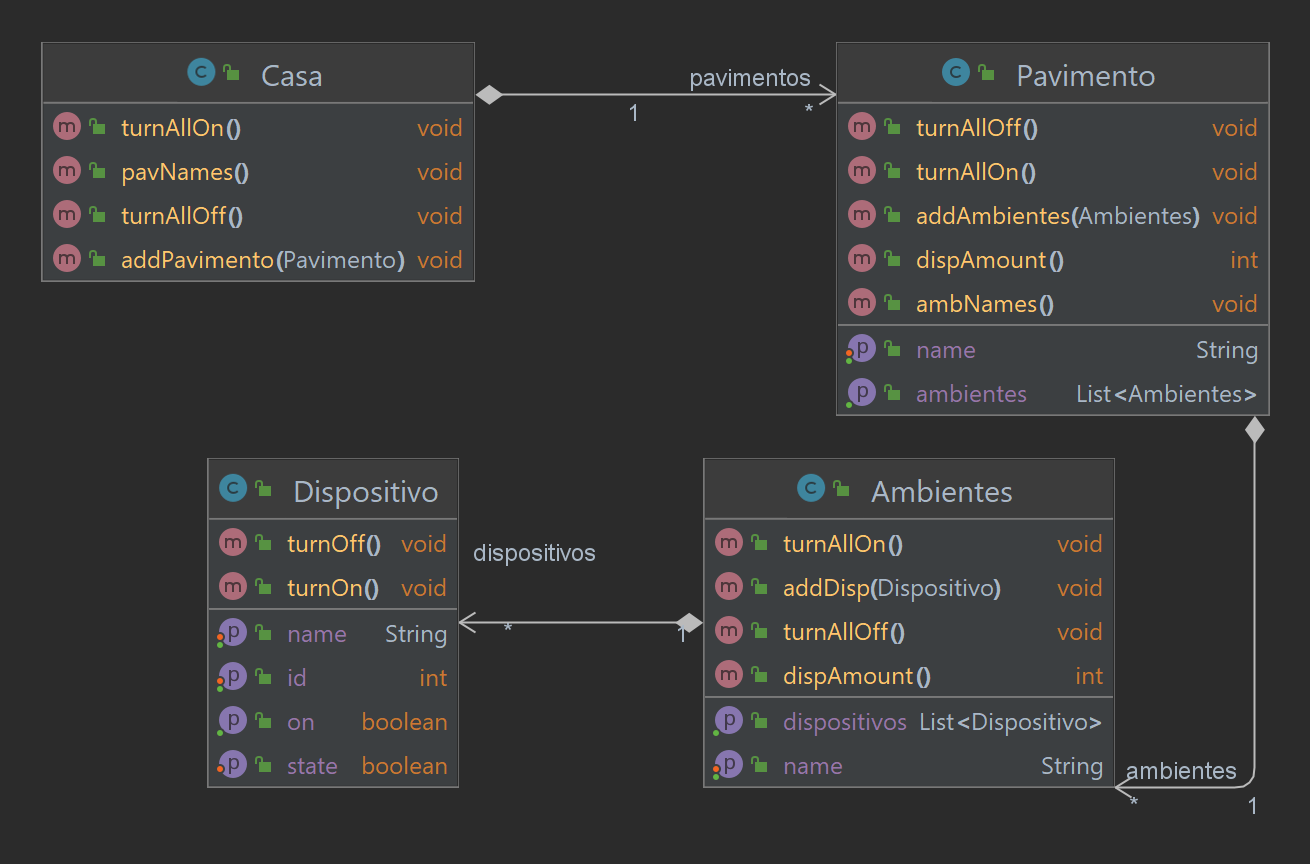 C Casa
m turnAllOn() void
m pavNames() void
m turnAllOff() void
m addPavimento(Pavimento) void
pavimentos
1
*
C Pavimento
m turnAllOff() void
m turnAllOn() void
m addAmbientes(Ambientes) void
m dispAmount() int
m ambNames() void
p name String
p ambientes List<Ambientes>
C Dispositivo
m turnOff() void
m turnOn() void
p name String
p id int
p on boolean
p state boolean
dispositivos
*
1
C Ambientes
m turnAllOn() void
m addDisp(Dispositivo) void
m turnAllOff() void
m dispAmount() int
p dispositivos List<Dispositivo>
p name String
ambientes
*
1